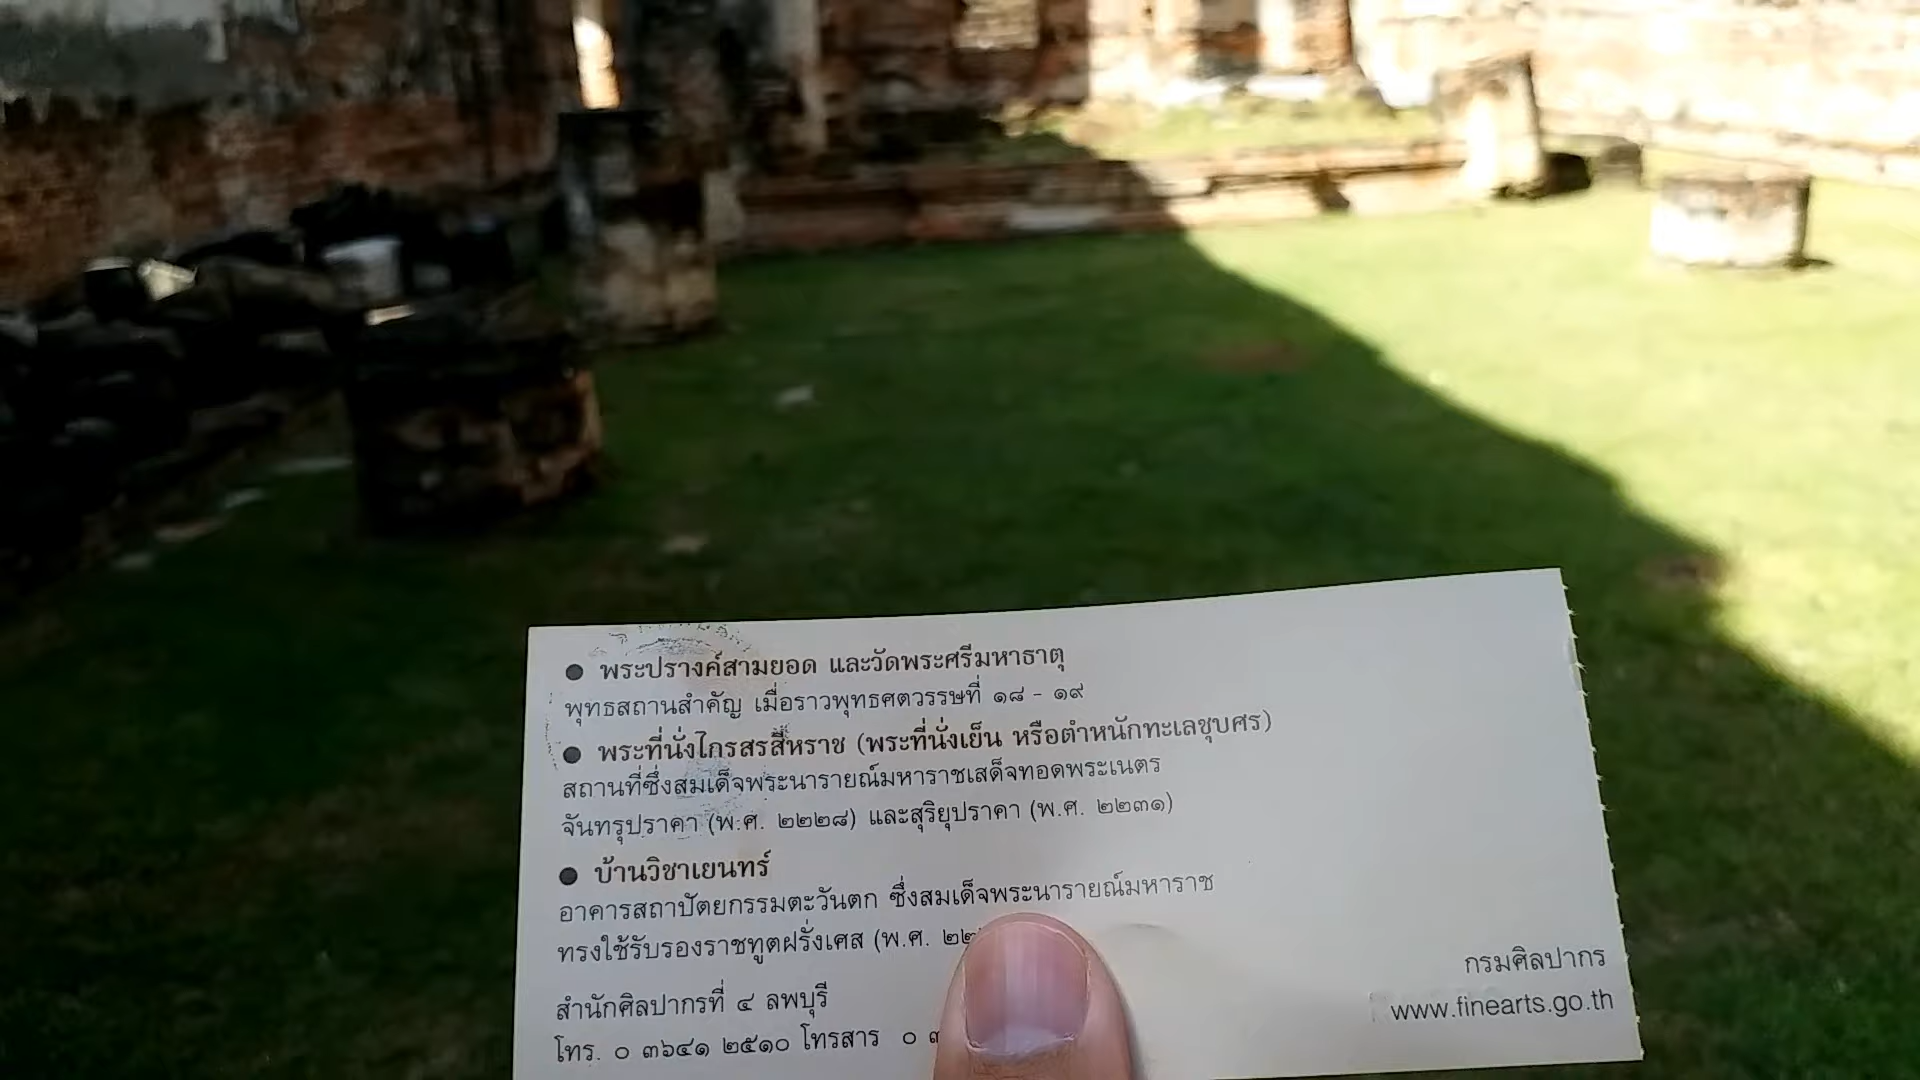 ● พระปรางค์สามยอด และวัดพระศรีมหาธาตุ
พุทธสถานสำคัญ เมื่อราวพุทธศตวรรษที่ ๑๘ - ๑๙
● พระที่นั่งไกรสรสีหราช (พระที่นั่งเย็น หรือตำหนักทะเลชุบศร)
สถานที่ซึ่งสมเด็จพระนารายณ์มหาราชเสด็จทอดพระเนตร
จันทรุปราคา (พ.ศ. ๒๒๒๘) และสุริยุปราคา (พ.ศ. ๒๒๓๑)
● บ้านวิชาเยนทร์
อาคารสถาปัตยกรรมตะวันตก ซึ่งสมเด็จพระนารายณ์มหาราช
ทรงใช้รับรองราชทูตฝรั่งเศส (พ.ศ. ๒๒
สำนักศิลปากรที่ ๔ ลพบุรี
โทร. ๐ ๓๖๔๑ ๒๕๑๐ โทรสาร ๐ ๓
กรมศิลปากร
www.finearts.go.th